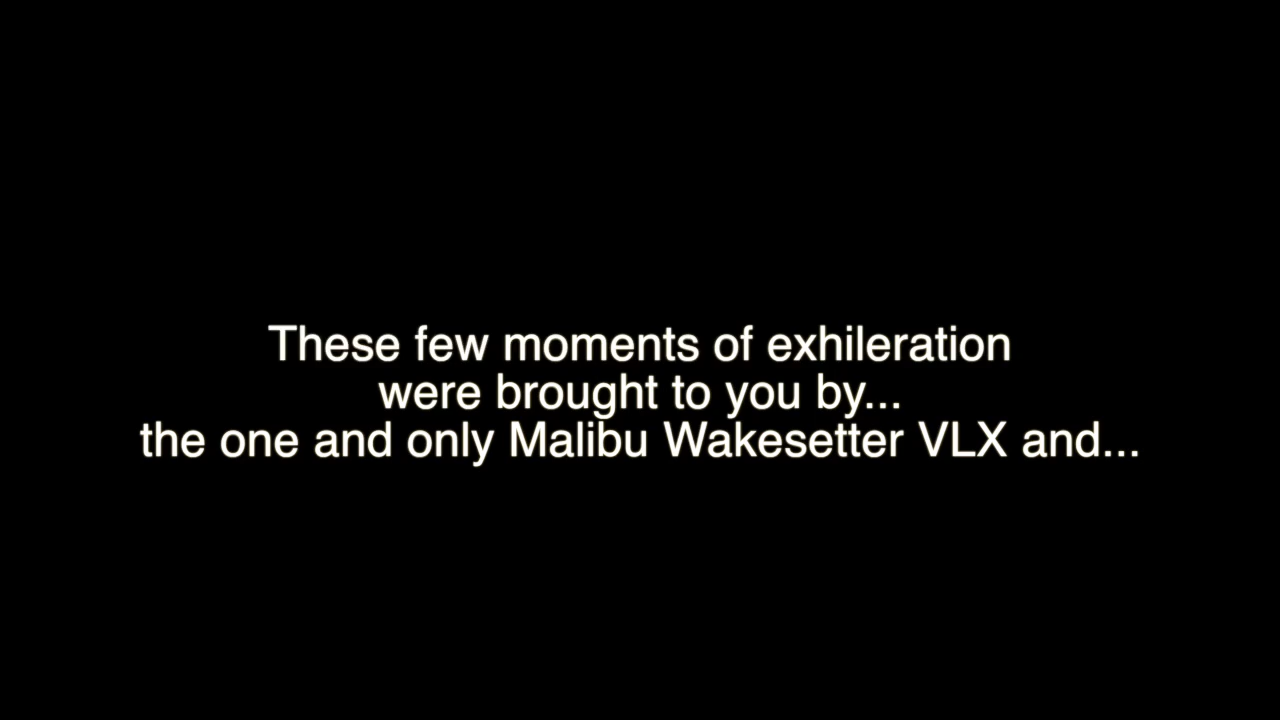 These few moments of exhileration
were brought to you by...
the one and only Malibu Wakesetter VLX and...